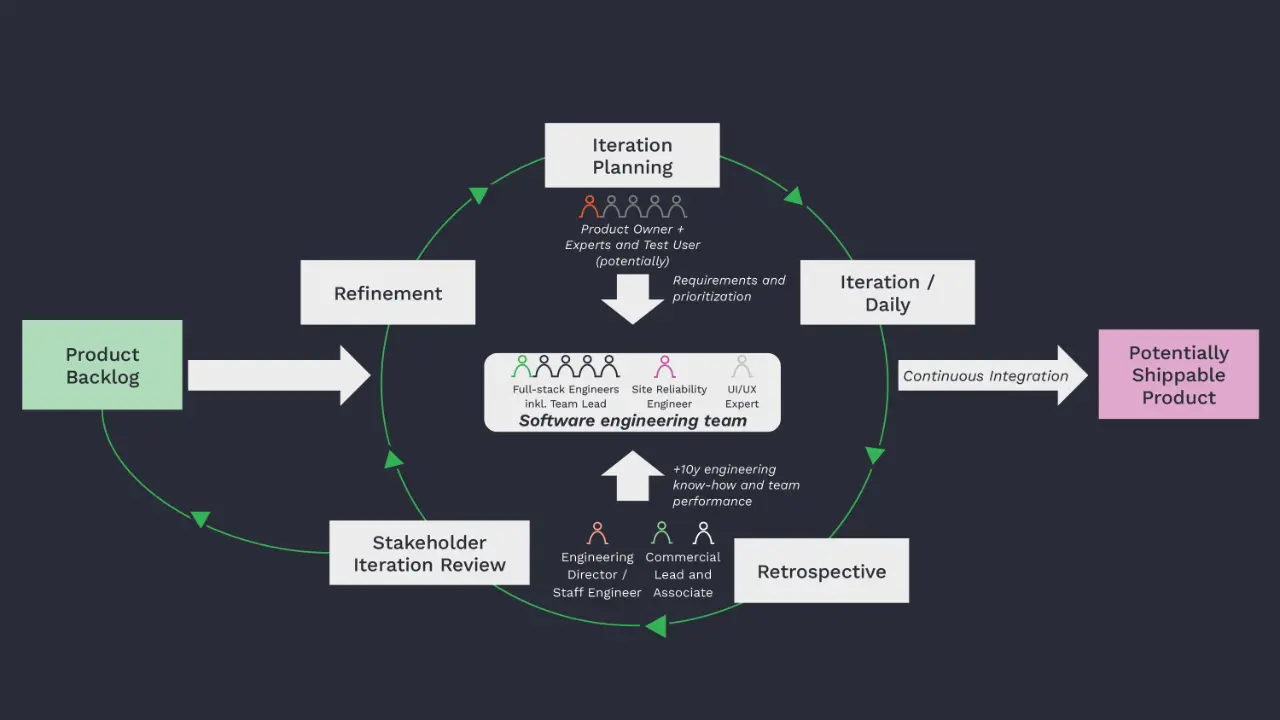 Iteration
Planning
Product Owner +
Experts and Test User
(potentially)
Requirements and
prioritization
Refinement
Iteration /
Daily
Product
Backlog
Continuous Integration
Potentially
Shippable
Product
Full-stack Engineers
inkl. Team Lead
Site Reliability
Engineer
UI/UX
Expert
Software engineering team
+10y engineering
know-how and team
performance
Stakeholder
Iteration Review
Engineering
Director /
Staff Engineer
Commercial
Lead and
Associate
Retrospective